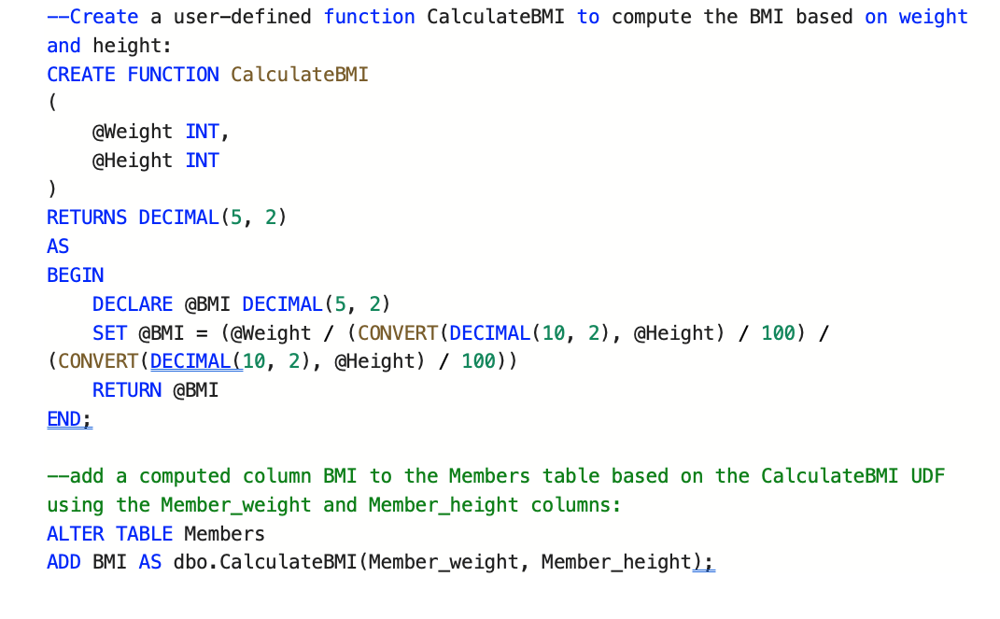 --Create a user-defined function CalculateBMI to compute the BMI based on weight
and height:
CREATE FUNCTION CalculateBMI
(
    @Weight INT,
    @Height INT
)
RETURNS DECIMAL(5, 2)
AS
BEGIN
    DECLARE @BMI DECIMAL(5, 2)
    SET @BMI = (@Weight / (CONVERT(DECIMAL(10, 2), @Height) / 100) /
(CONVERT(DECIMAL(10, 2), @Height) / 100))
    RETURN @BMI
END;

--add a computed column BMI to the Members table based on the CalculateBMI UDF
using the Member_weight and Member_height columns:
ALTER TABLE Members
ADD BMI AS dbo.CalculateBMI(Member_weight, Member_height);